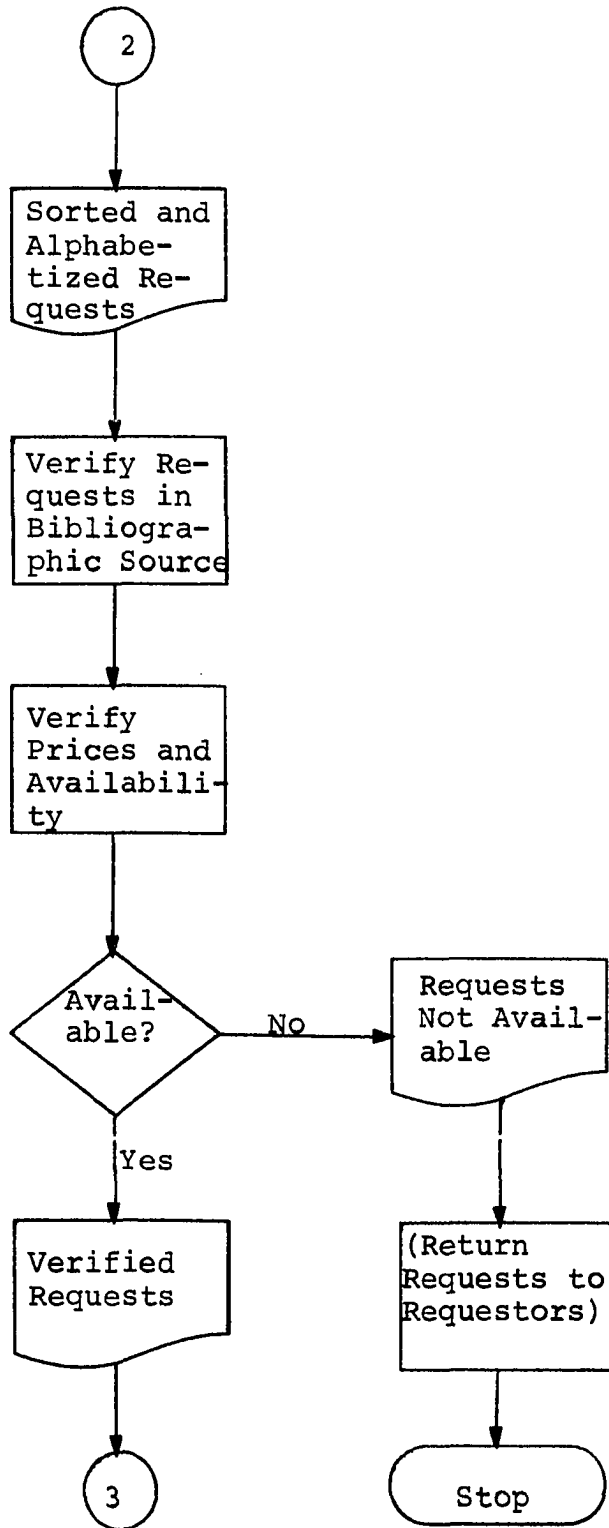 2
Sorted and
Alphabe-
tized Re-
quests
Verify Re-
quests in
Bibliogra-
phic Source
Verify
Prices and
Availabili-
ty
Avail-
able?
No
Requests
Not Avail-
able
Yes
Verified
Requests
(Return
Requests to
Requestors)
3
Stop